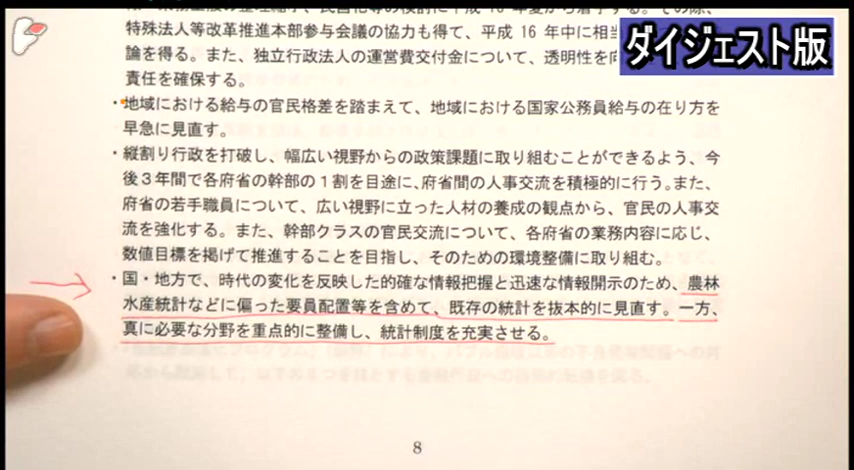 ダイジェスト版
特殊法人等改革推進本部参与会議の協力も得て、平成 16 年中に相当
論を得る。また、独立行政法人の運営費交付金について、透明性を向
責任を確保する。
・地域における給与の官民格差を踏まえて、地域における国家公務員給与の在り方を
早急に見直す。
・縦割り行政を打破し、幅広い視野からの政策課題に取り組むことができるよう、今
後3年間で各府省の幹部の1割を目途に、府省間の人事交流を積極的に行う。また、
府省の若手職員について、広い視野に立った人材の養成の観点から、官民の人事交
流を強化する。また、幹部クラスの官民交流について、各府省の業務内容に応じ、
数値目標を掲げて推進することを目指し、そのための環境整備に取り組む。
・国・地方で、時代の変化を反映した的確な情報把握と迅速な情報開示のため、農林
水産統計などに偏った要員配置等を含めて、既存の統計を抜本的に見直す。一方、
真に必要な分野を重点的に整備し、統計制度を充実させる。
8